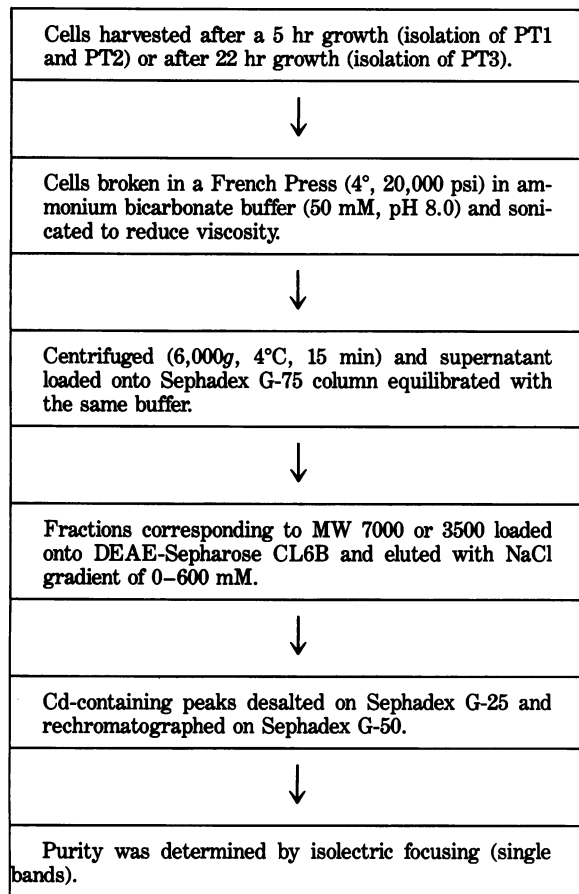 Cells harvested after a 5 hr growth (isolation of PT1
and PT2) or after 22 hr growth (isolation of PT3).
Cells broken in a French Press (4°, 20,000 psi) in am-
monium bicarbonate buffer (50 mM, pH 8.0) and soni-
cated to reduce viscosity.
Centrifuged (6,000g, 4°C, 15 min) and supernatant
loaded onto Sephadex G-75 column equilibrated with
the same buffer.
Fractions corresponding to MW 7000 or 3500 loaded
onto DEAE-Sepharose CL6B and eluted with NaCl
gradient of 0–600 mM.
Cd-containing peaks desalted on Sephadex G-25 and
rechromatographed on Sephadex G-50.
Purity was determined by isolectric focusing (single
bands).